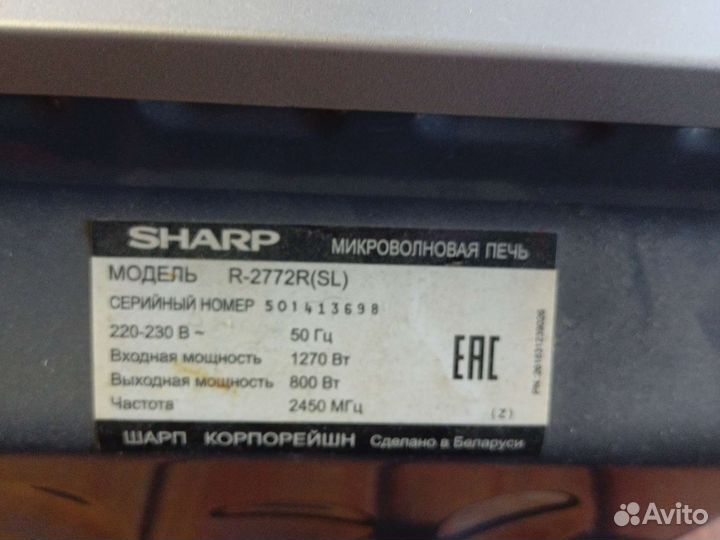 SHARP МИКРОВОЛНОВАЯ ПЕЧЬ
МОДЕЛЬ R-2772R(SL)
СЕРИЙНЫЙ НОМЕР 501413698
220-230 В ~ 50 Гц
Входная мощность 1270 Вт
Выходная мощность 800 Вт
Частота 2450 МГц
EAC
(Z)
ШАРП КОРПОРЕЙШН Сделано в Беларуси
Avito